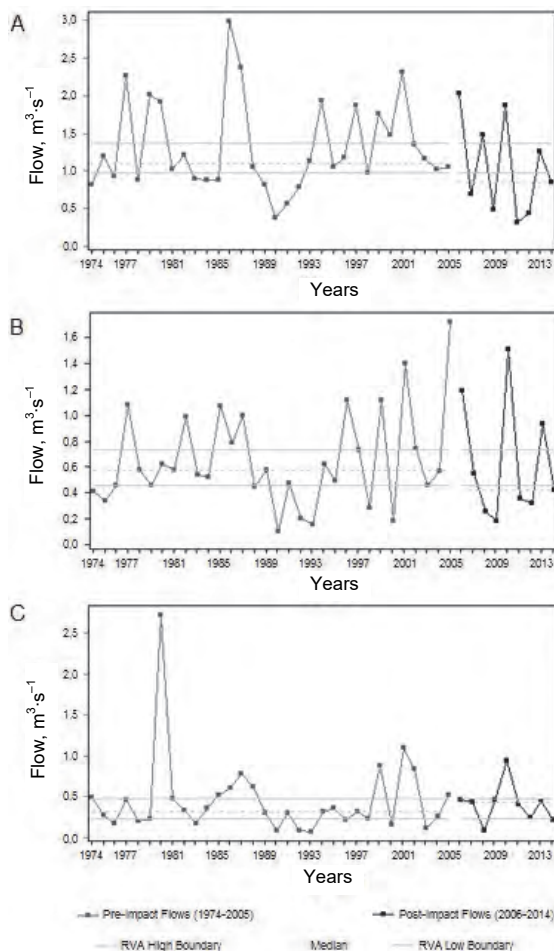 A
3,0
2,5
2,0
1,5
1,0
0,5
0,0
Flow, m³·s⁻¹
1974 1977 1981 1985 1989 1993 1997 2001 2005 2009 2013
Years
B
1,6
1,4
1,2
1,0
0,8
0,6
0,4
0,2
0,0
Flow, m³·s⁻¹
1974 1977 1981 1985 1989 1993 1997 2001 2005 2009 2013
Years
C
2,5
2,0
1,5
1,0
0,5
0,0
Flow, m³·s⁻¹
1974 1977 1981 1985 1989 1993 1997 2001 2005 2009 2013
Years
Pre-Impact Flows (1974–2005) Post-Impact Flows (2006–2014)
RVA High Boundary Median RVA Low Boundary